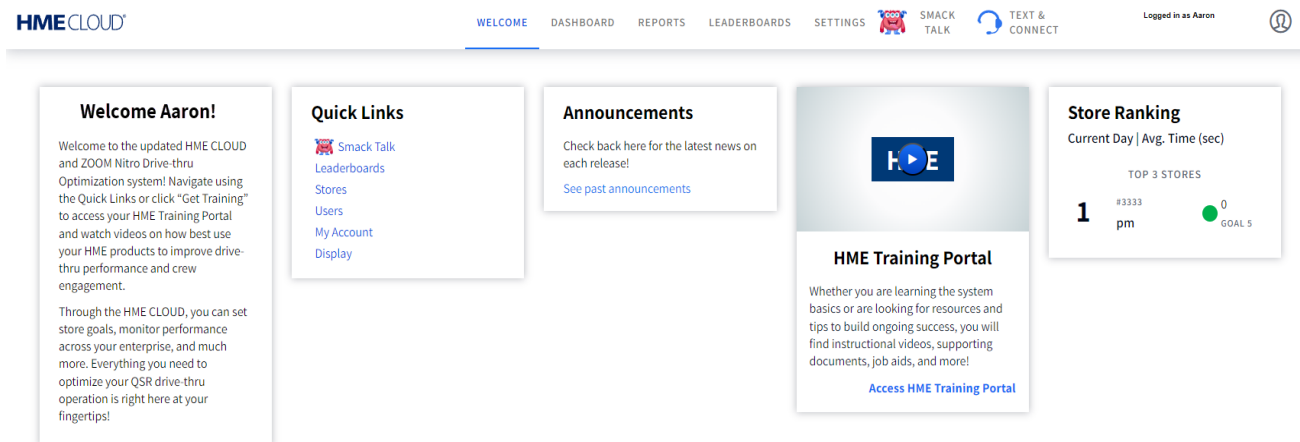 HME CLOUD®
WELCOME
DASHBOARD
REPORTS
LEADERBOARDS
SETTINGS
SMACK
TALK
TEXT &
CONNECT
Logged in as Aaron
Welcome Aaron!
Welcome to the updated HME CLOUD
and ZOOM Nitro Drive-thru
Optimization system! Navigate using
the Quick Links or click “Get Training”
to access your HME Training Portal
and watch videos on how best use
your HME products to improve drive-
thru performance and crew
engagement.
Through the HME CLOUD, you can set
store goals, monitor performance
across your enterprise, and much
more. Everything you need to
optimize your QSR drive-thru
operation is right here at your
fingertips!
Quick Links
Smack Talk
Leaderboards
Stores
Users
My Account
Display
Announcements
Check back here for the latest news on
each release!
See past announcements
HME
HME Training Portal
Whether you are learning the system
basics or are looking for resources and
tips to build ongoing success, you will
find instructional videos, supporting
documents, job aids, and more!
Access HME Training Portal
Store Ranking
Current Day | Avg. Time (sec)
TOP 3 STORES
1
#3333
pm
0
GOAL 5